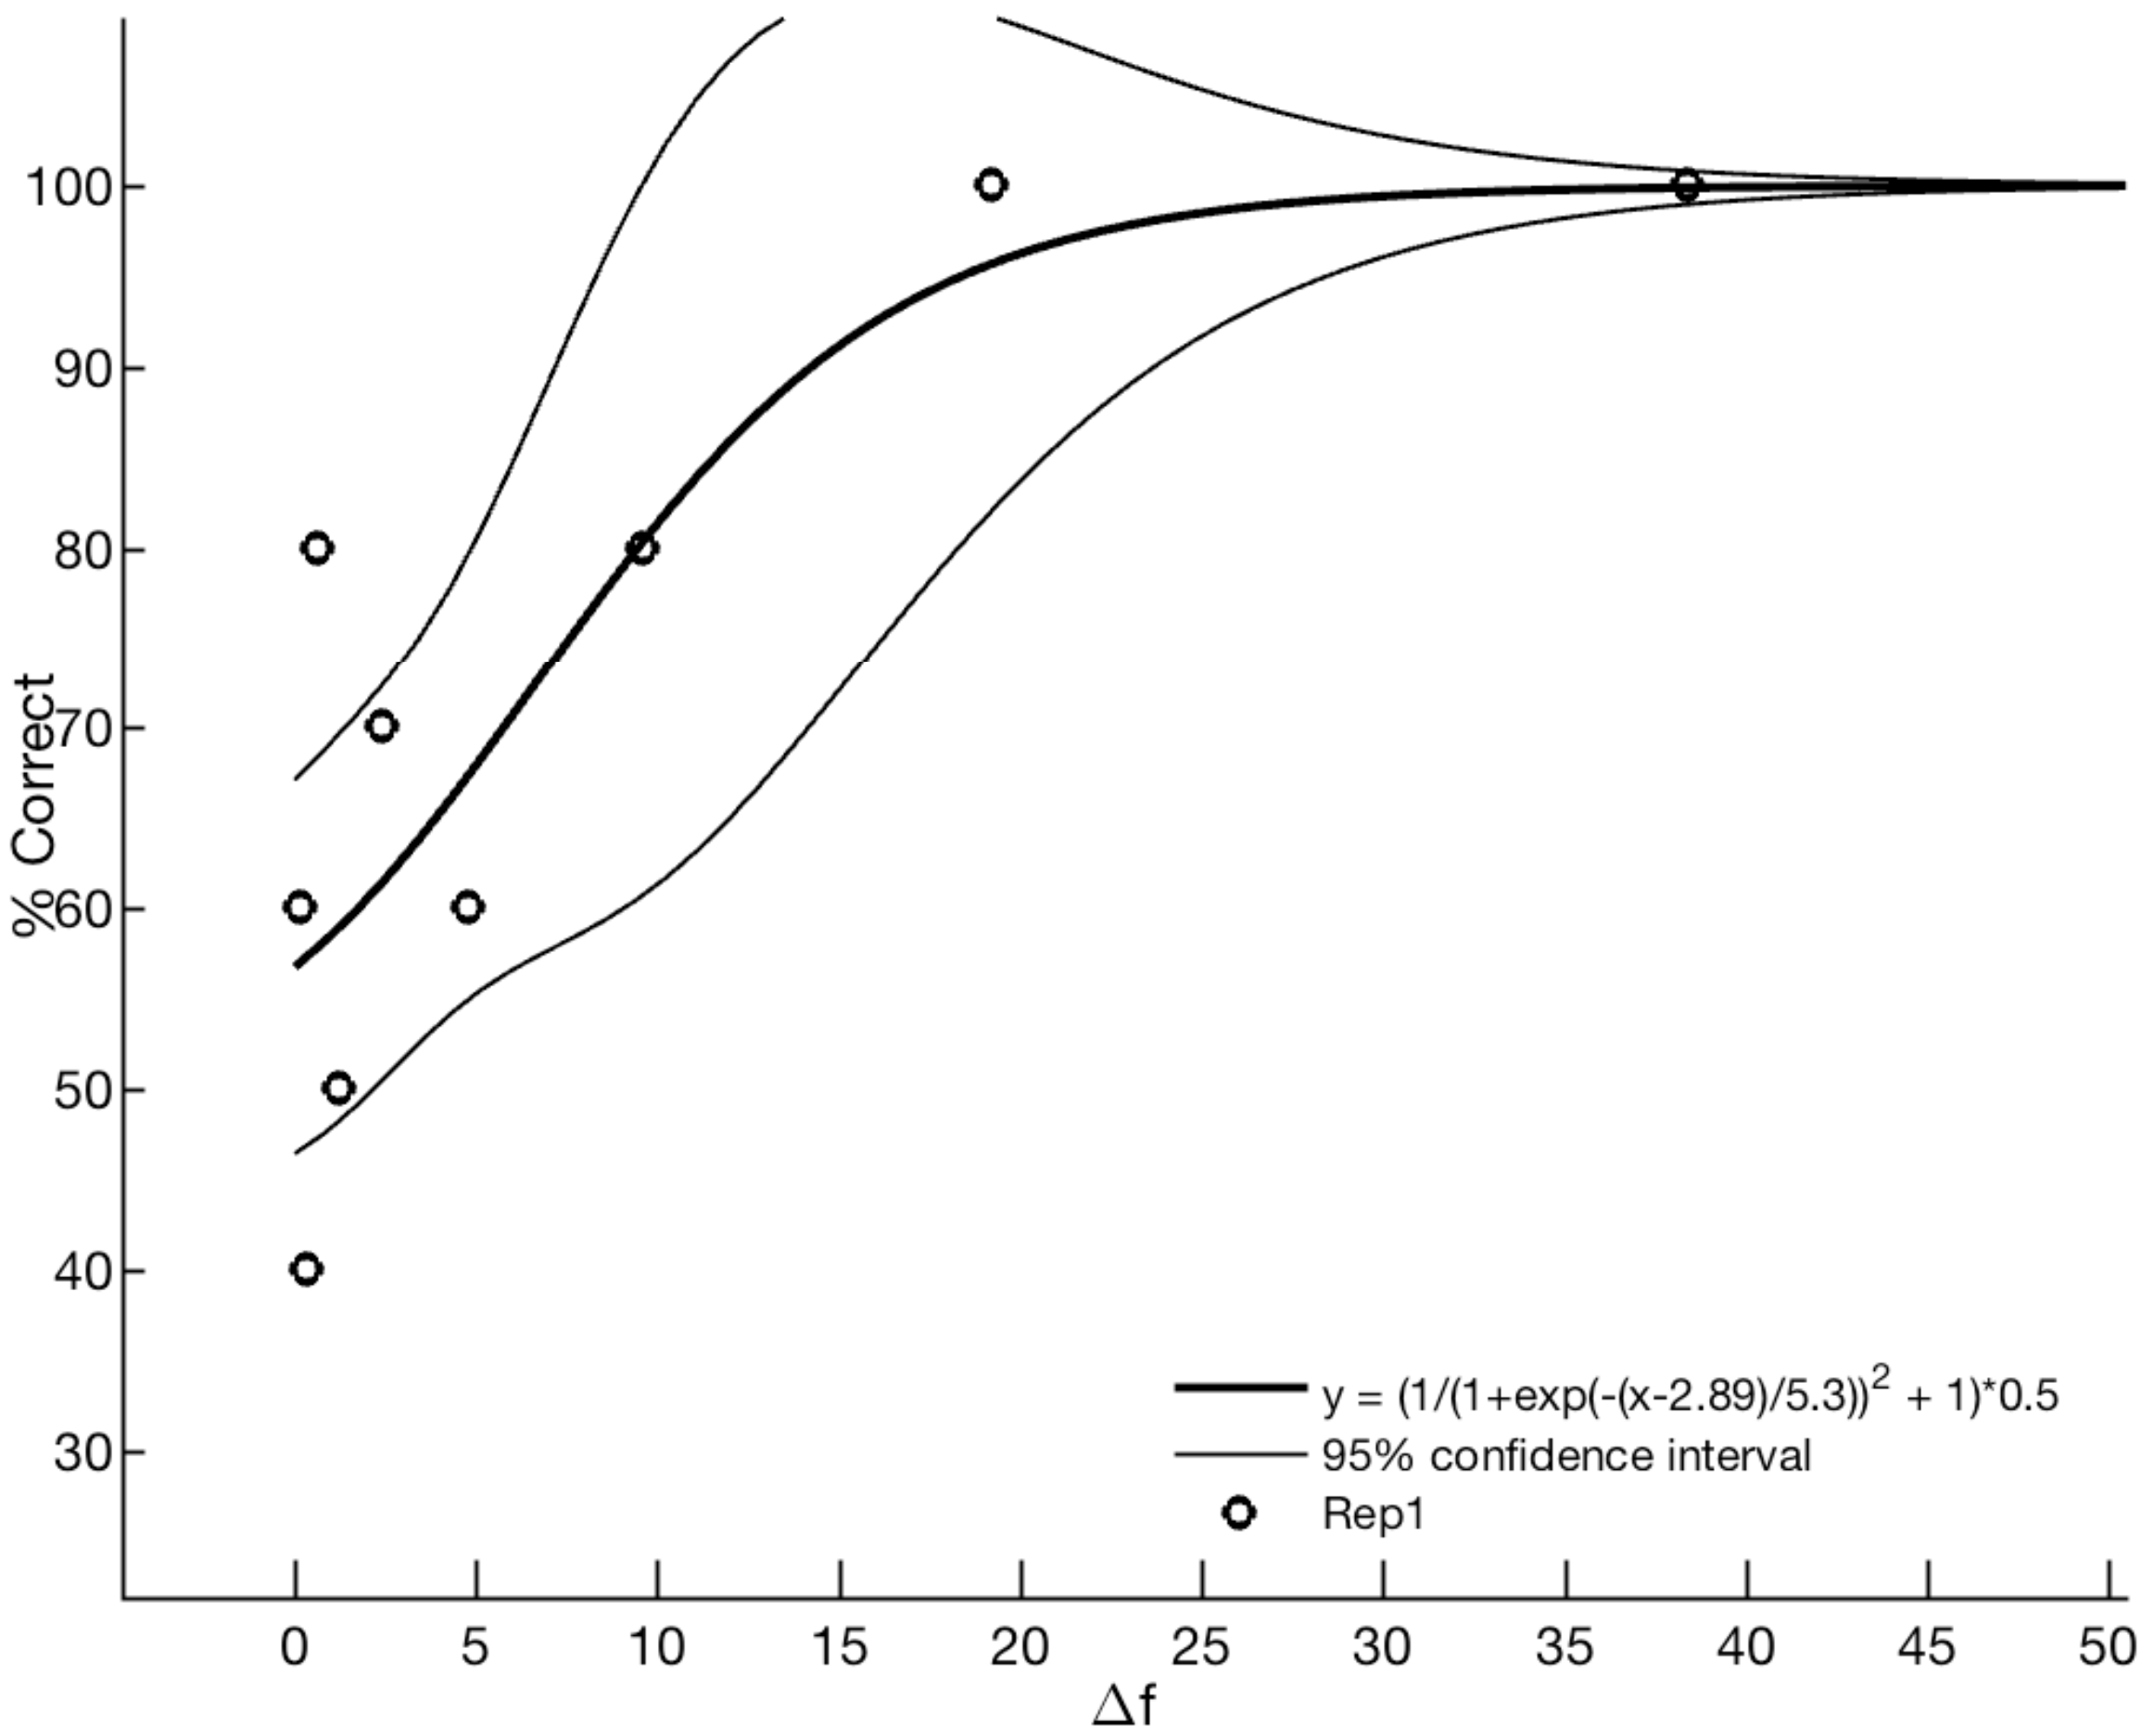 % Correct
100
90
80
70
60
50
40
30
y = (1/(1+exp(-(x-2.89)/5.3))² + 1)*0.5
95% confidence interval
Rep1
0 5 10 15 20 25 30 35 40 45 50
Δf